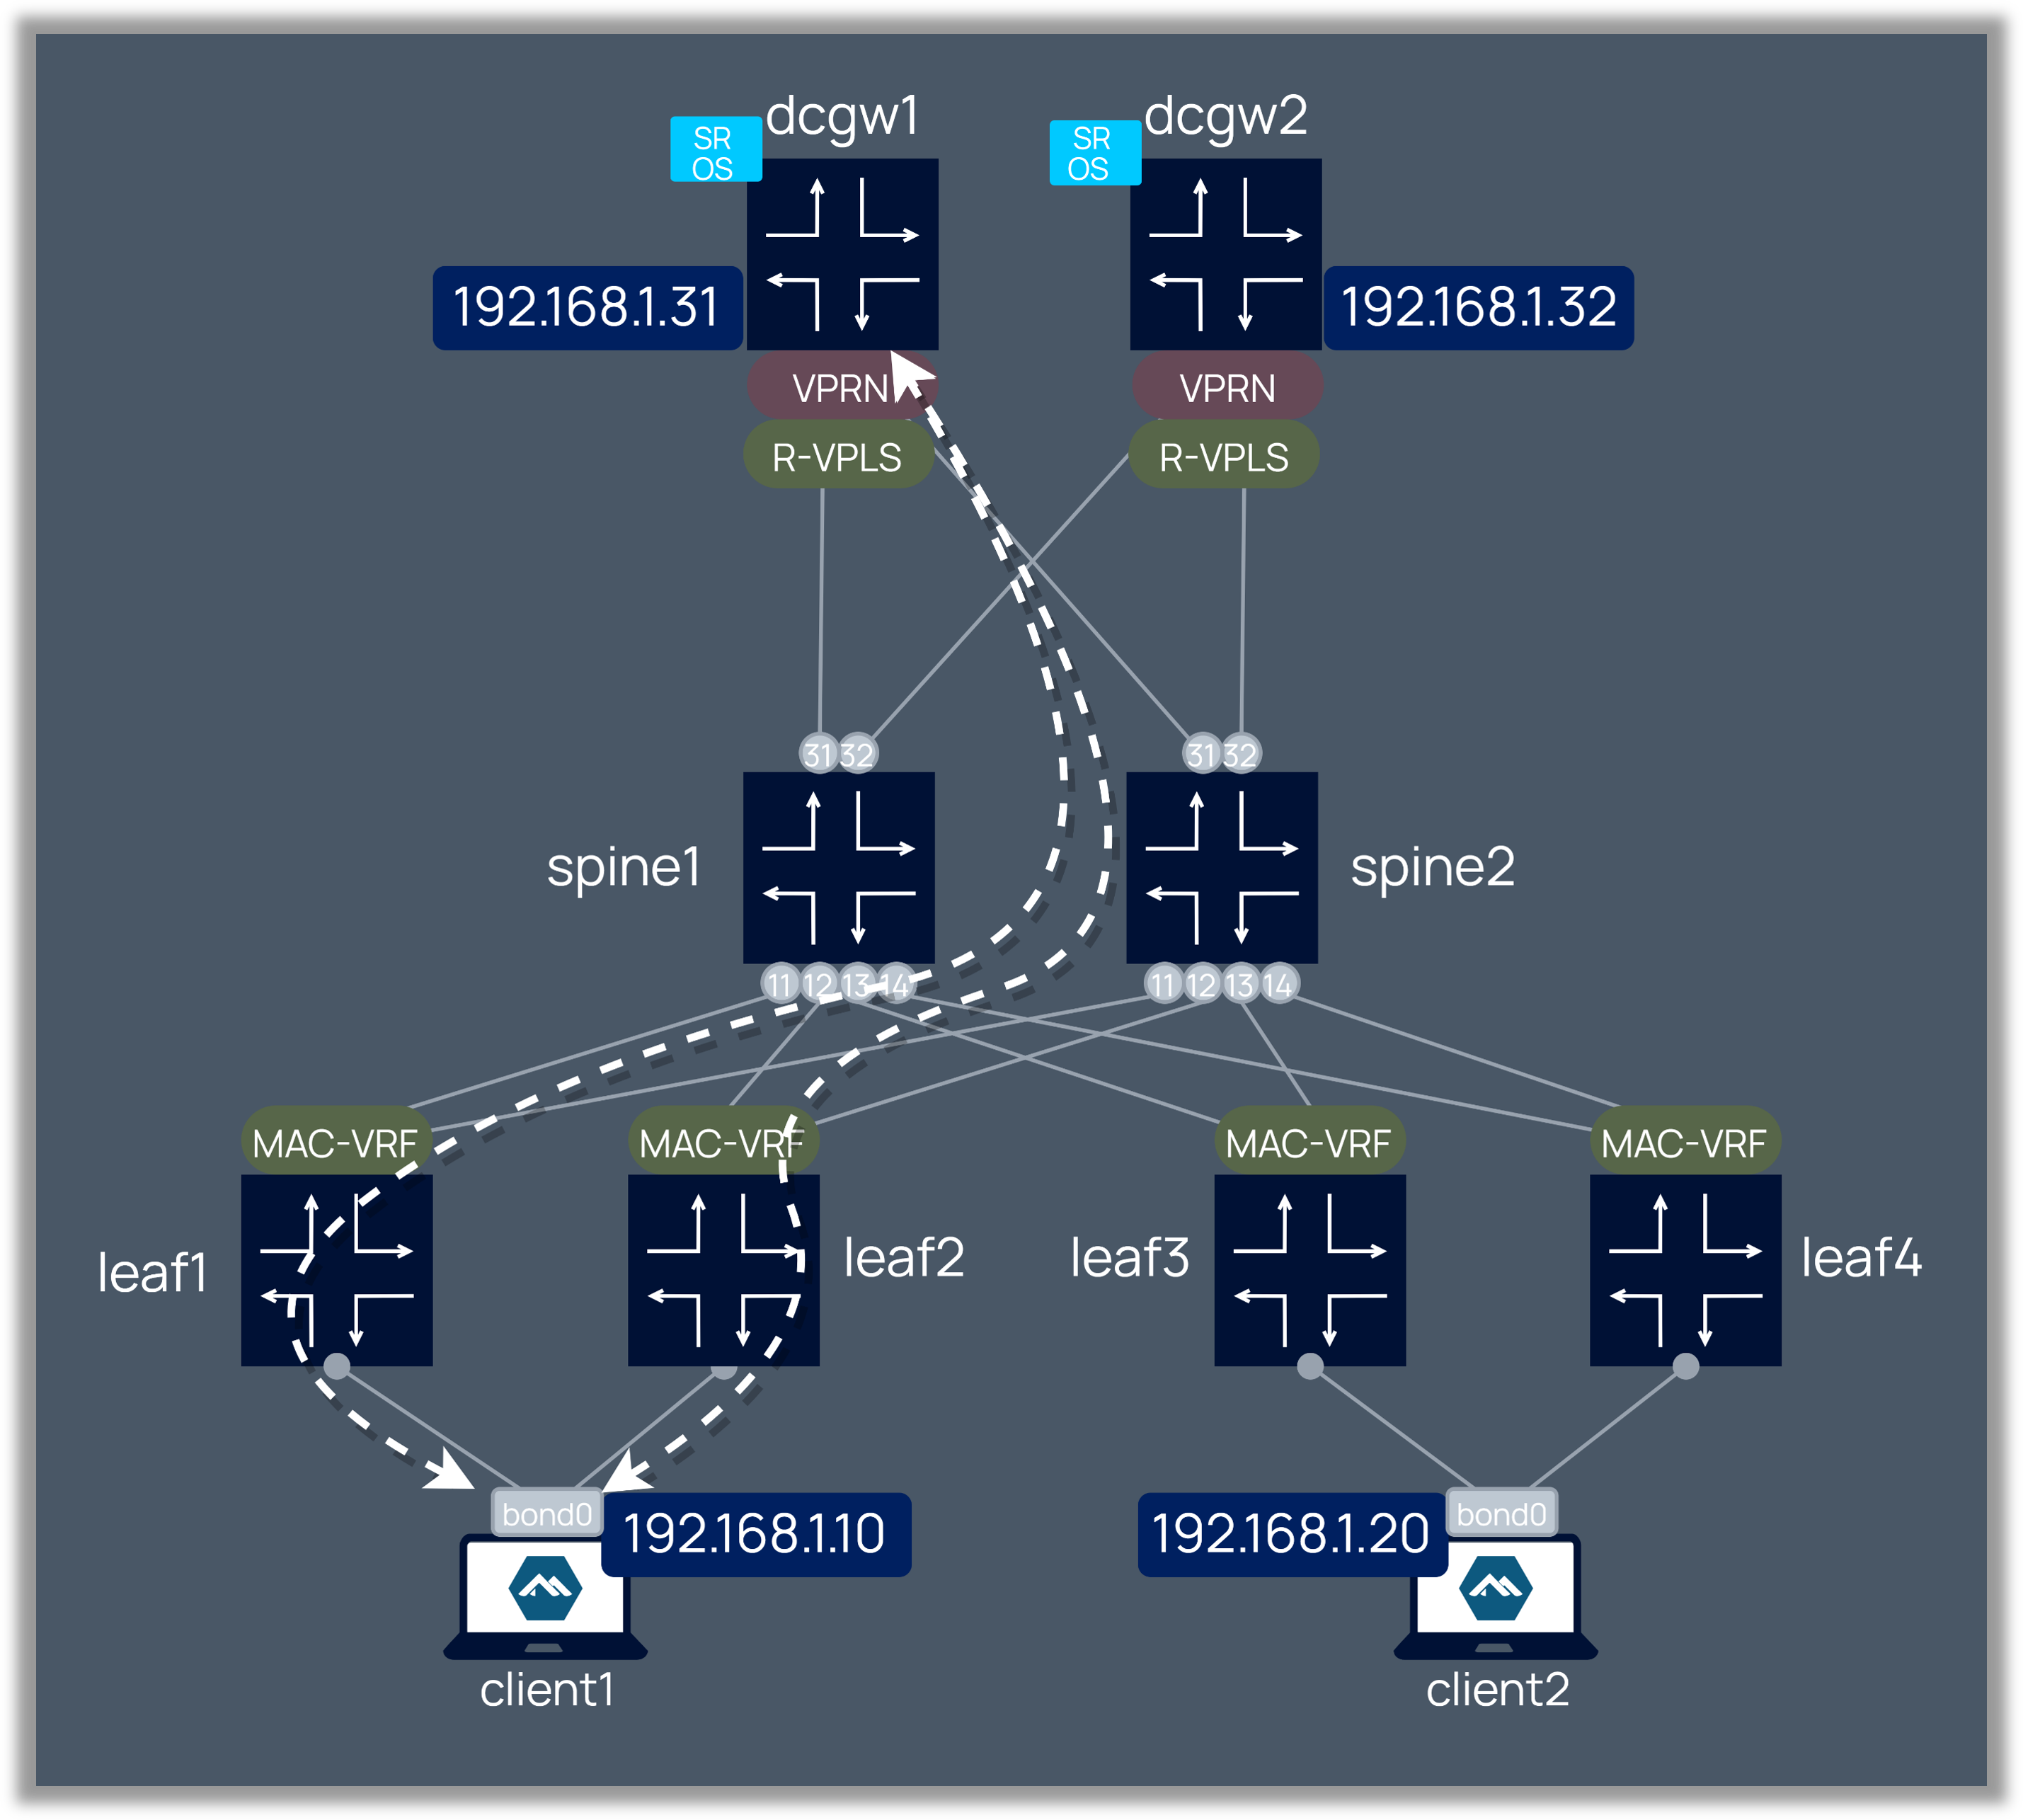 dcgw1
dcgw2
SR
OS
SR
OS
192.168.1.31
192.168.1.32
VPRN
VPRN
R-VPLS
R-VPLS
31
32
31
32
spine1
spine2
11
12
13
14
11
12
13
14
MAC-VRF
MAC-VRF
MAC-VRF
MAC-VRF
leaf1
leaf2
leaf3
leaf4
bond0
192.168.1.10
192.168.1.20
bond0
client1
client2